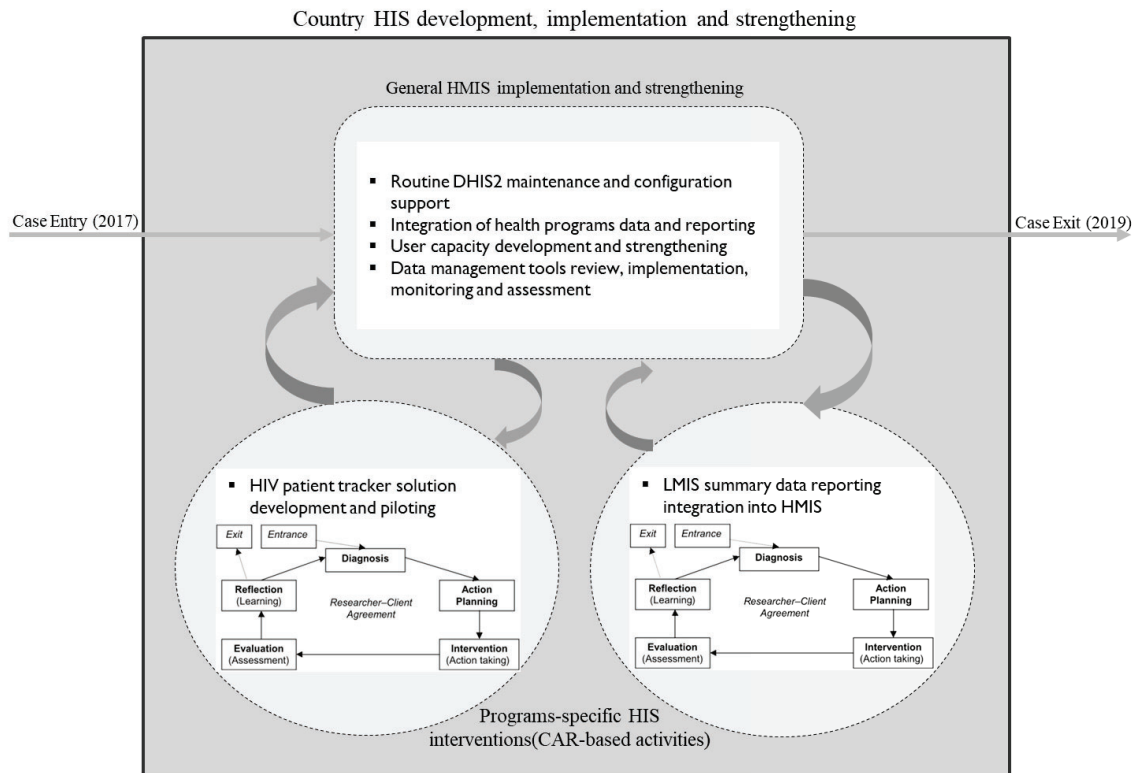 Country HIS development, implementation and strengthening
General HMIS implementation and strengthening
▪ Routine DHIS2 maintenance and configuration
support
▪ Integration of health programs data and reporting
▪ User capacity development and strengthening
▪ Data management tools review, implementation,
monitoring and assessment
Case Entry (2017)
Case Exit (2019)
▪ HIV patient tracker solution
development and piloting
Exit
Entrance
Diagnosis
Reflection
(Learning)
Researcher–Client
Agreement
Action
Planning
Evaluation
(Assessment)
Intervention
(Action taking)
▪ LMIS summary data reporting
integration into HMIS
Exit
Entrance
Diagnosis
Reflection
(Learning)
Researcher–Client
Agreement
Action
Planning
Evaluation
(Assessment)
Intervention
(Action taking)
Programs-specific HIS
interventions(CAR-based activities)